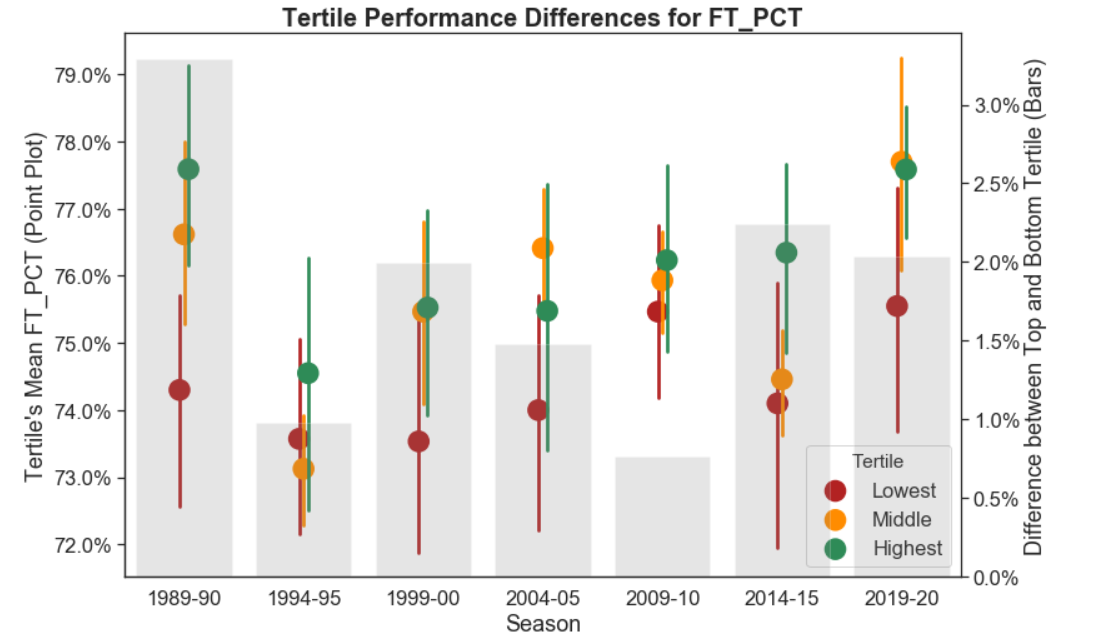 Tertile Performance Differences for FT_PCT
Tertile's Mean FT_PCT (Point Plot)
79.0%
78.0%
77.0%
76.0%
75.0%
74.0%
73.0%
72.0%
3.0%
2.5%
2.0%
1.5%
1.0%
0.5%
0.0%
Difference between Top and Bottom Tertile (Bars)
Tertile
Lowest
Middle
Highest
1989-90 1994-95 1999-00 2004-05 2009-10 2014-15 2019-20
Season